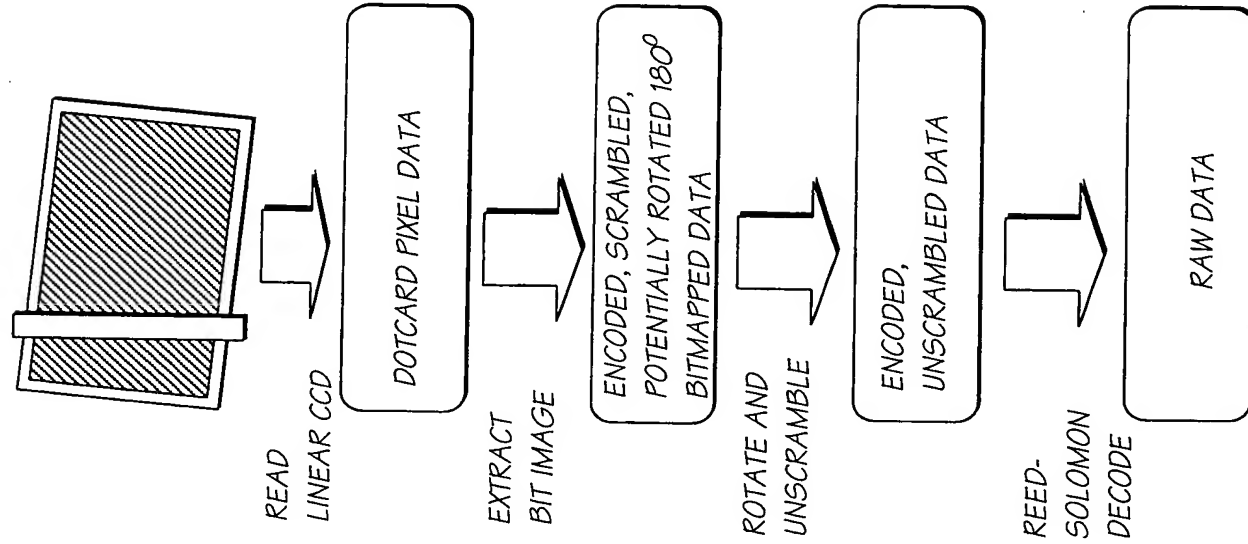 READ
LINEAR CCD
DOTCARD PIXEL DATA
EXTRACT
BIT IMAGE
ENCODED, SCRAMBLED,
POTENTIALLY ROTATED 180°
BITMAPPED DATA
ROTATE AND
UNSCRAMBLE
ENCODED,
UNSCRAMBLED DATA
REED-
SOLOMON
DECODE
RAW DATA